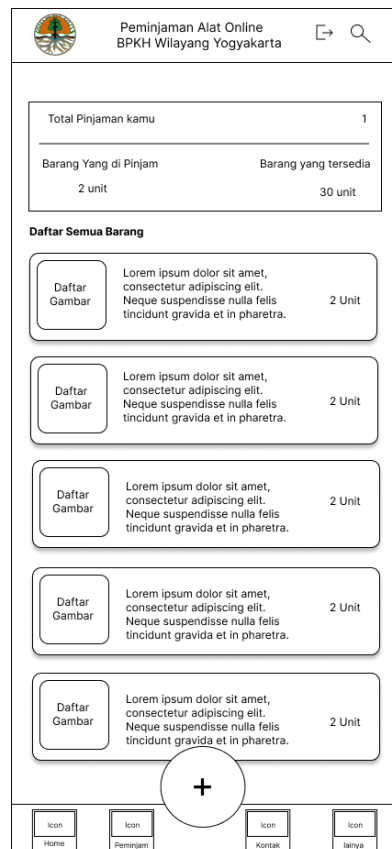 Peminjaman Alat Online
BPKH Wilayang Yogyakarta
Total Pinjaman kamu 1
Barang Yang di Pinjam Barang yang tersedia
2 unit 30 unit
Daftar Semua Barang
Daftar
Gambar
Lorem ipsum dolor sit amet,
consectetur adipiscing elit.
Neque suspendisse nulla felis
tincidunt gravida et in pharetra.
2 Unit
Daftar
Gambar
Lorem ipsum dolor sit amet,
consectetur adipiscing elit.
Neque suspendisse nulla felis
tincidunt gravida et in pharetra.
2 Unit
Daftar
Gambar
Lorem ipsum dolor sit amet,
consectetur adipiscing elit.
Neque suspendisse nulla felis
tincidunt gravida et in pharetra.
2 Unit
Daftar
Gambar
Lorem ipsum dolor sit amet,
consectetur adipiscing elit.
Neque suspendisse nulla felis
tincidunt gravida et in pharetra.
2 Unit
Daftar
Gambar
Lorem ipsum dolor sit amet,
consectetur adipiscing elit.
Neque suspendisse nulla felis
tincidunt gravida et in pharetra.
2 Unit
+
Icon Icon Icon Icon
Home Peminjam Kontak lainya